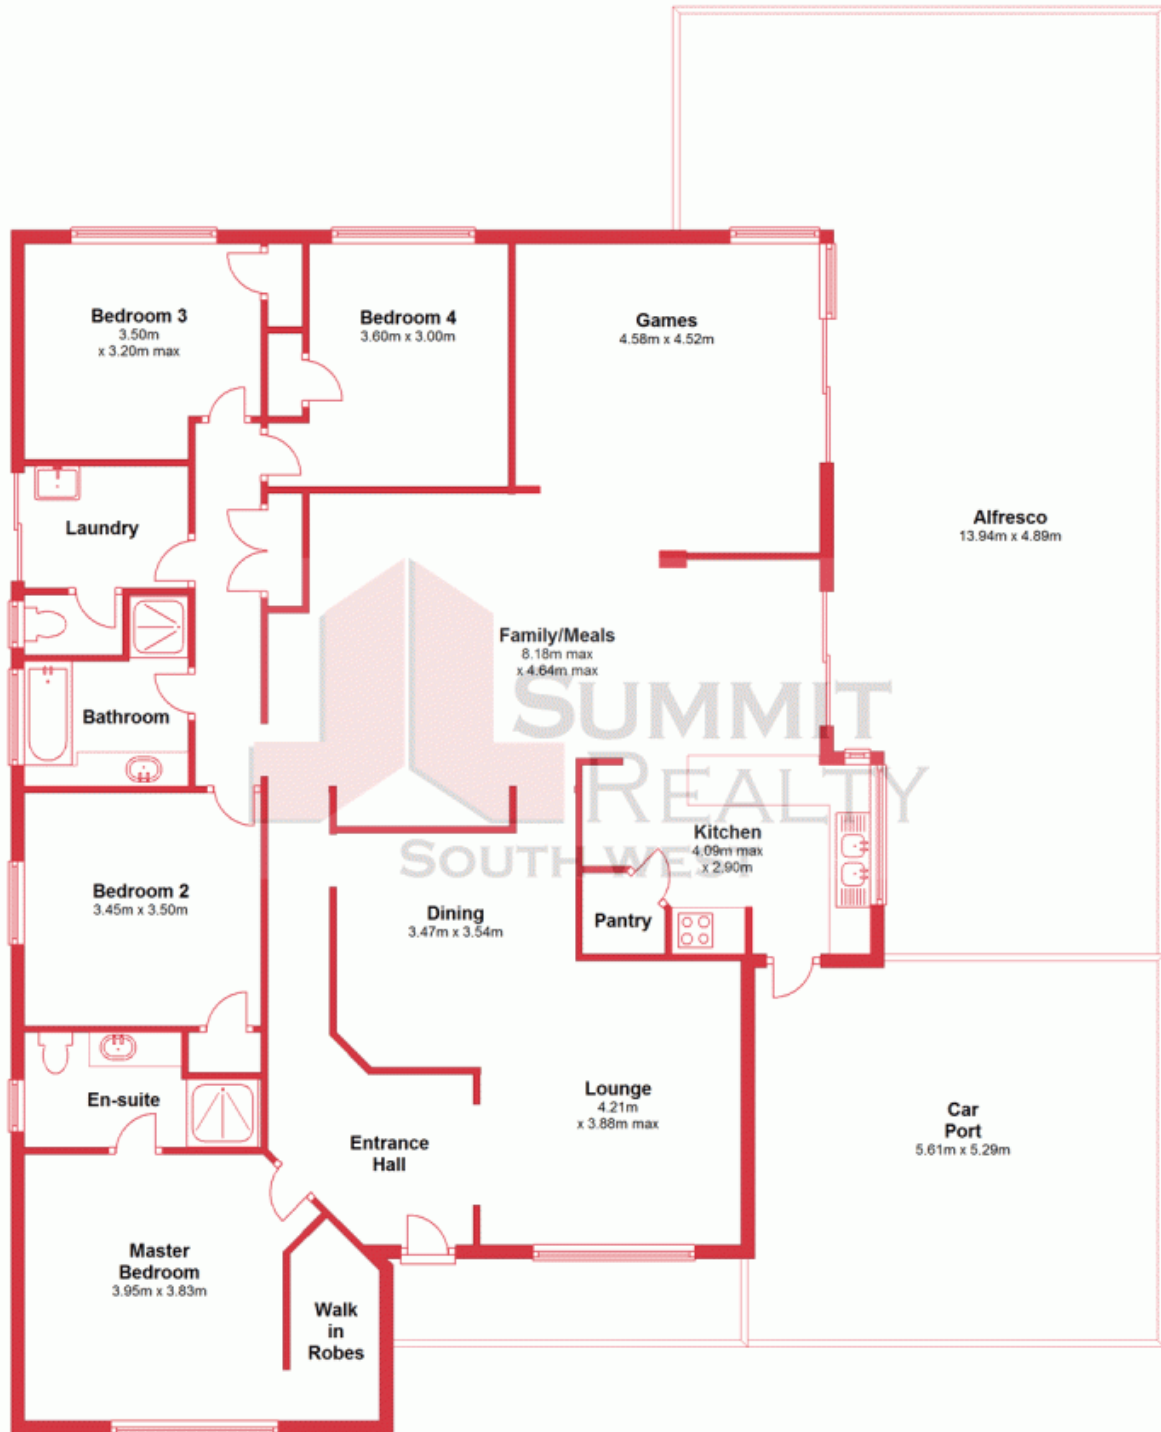 Bedroom 3
3.50m
x 3.20m max
Bedroom 4
3.60m x 3.00m
Games
4.58m x 4.52m
Laundry
Alfresco
13.94m x 4.89m
Family/Meals
8.18m max
x 4.64m max
SUMMIT
REALTY
SOUTH WEST
Bathroom
Kitchen
4.09m max
x 2.90m
Bedroom 2
3.45m x 3.50m
Dining
3.47m x 3.54m
Pantry
En-suite
Lounge
4.21m
x 3.88m max
Car
Port
5.61m x 5.29m
Entrance
Hall
Master
Bedroom
3.95m x 3.83m
Walk
in
Robes